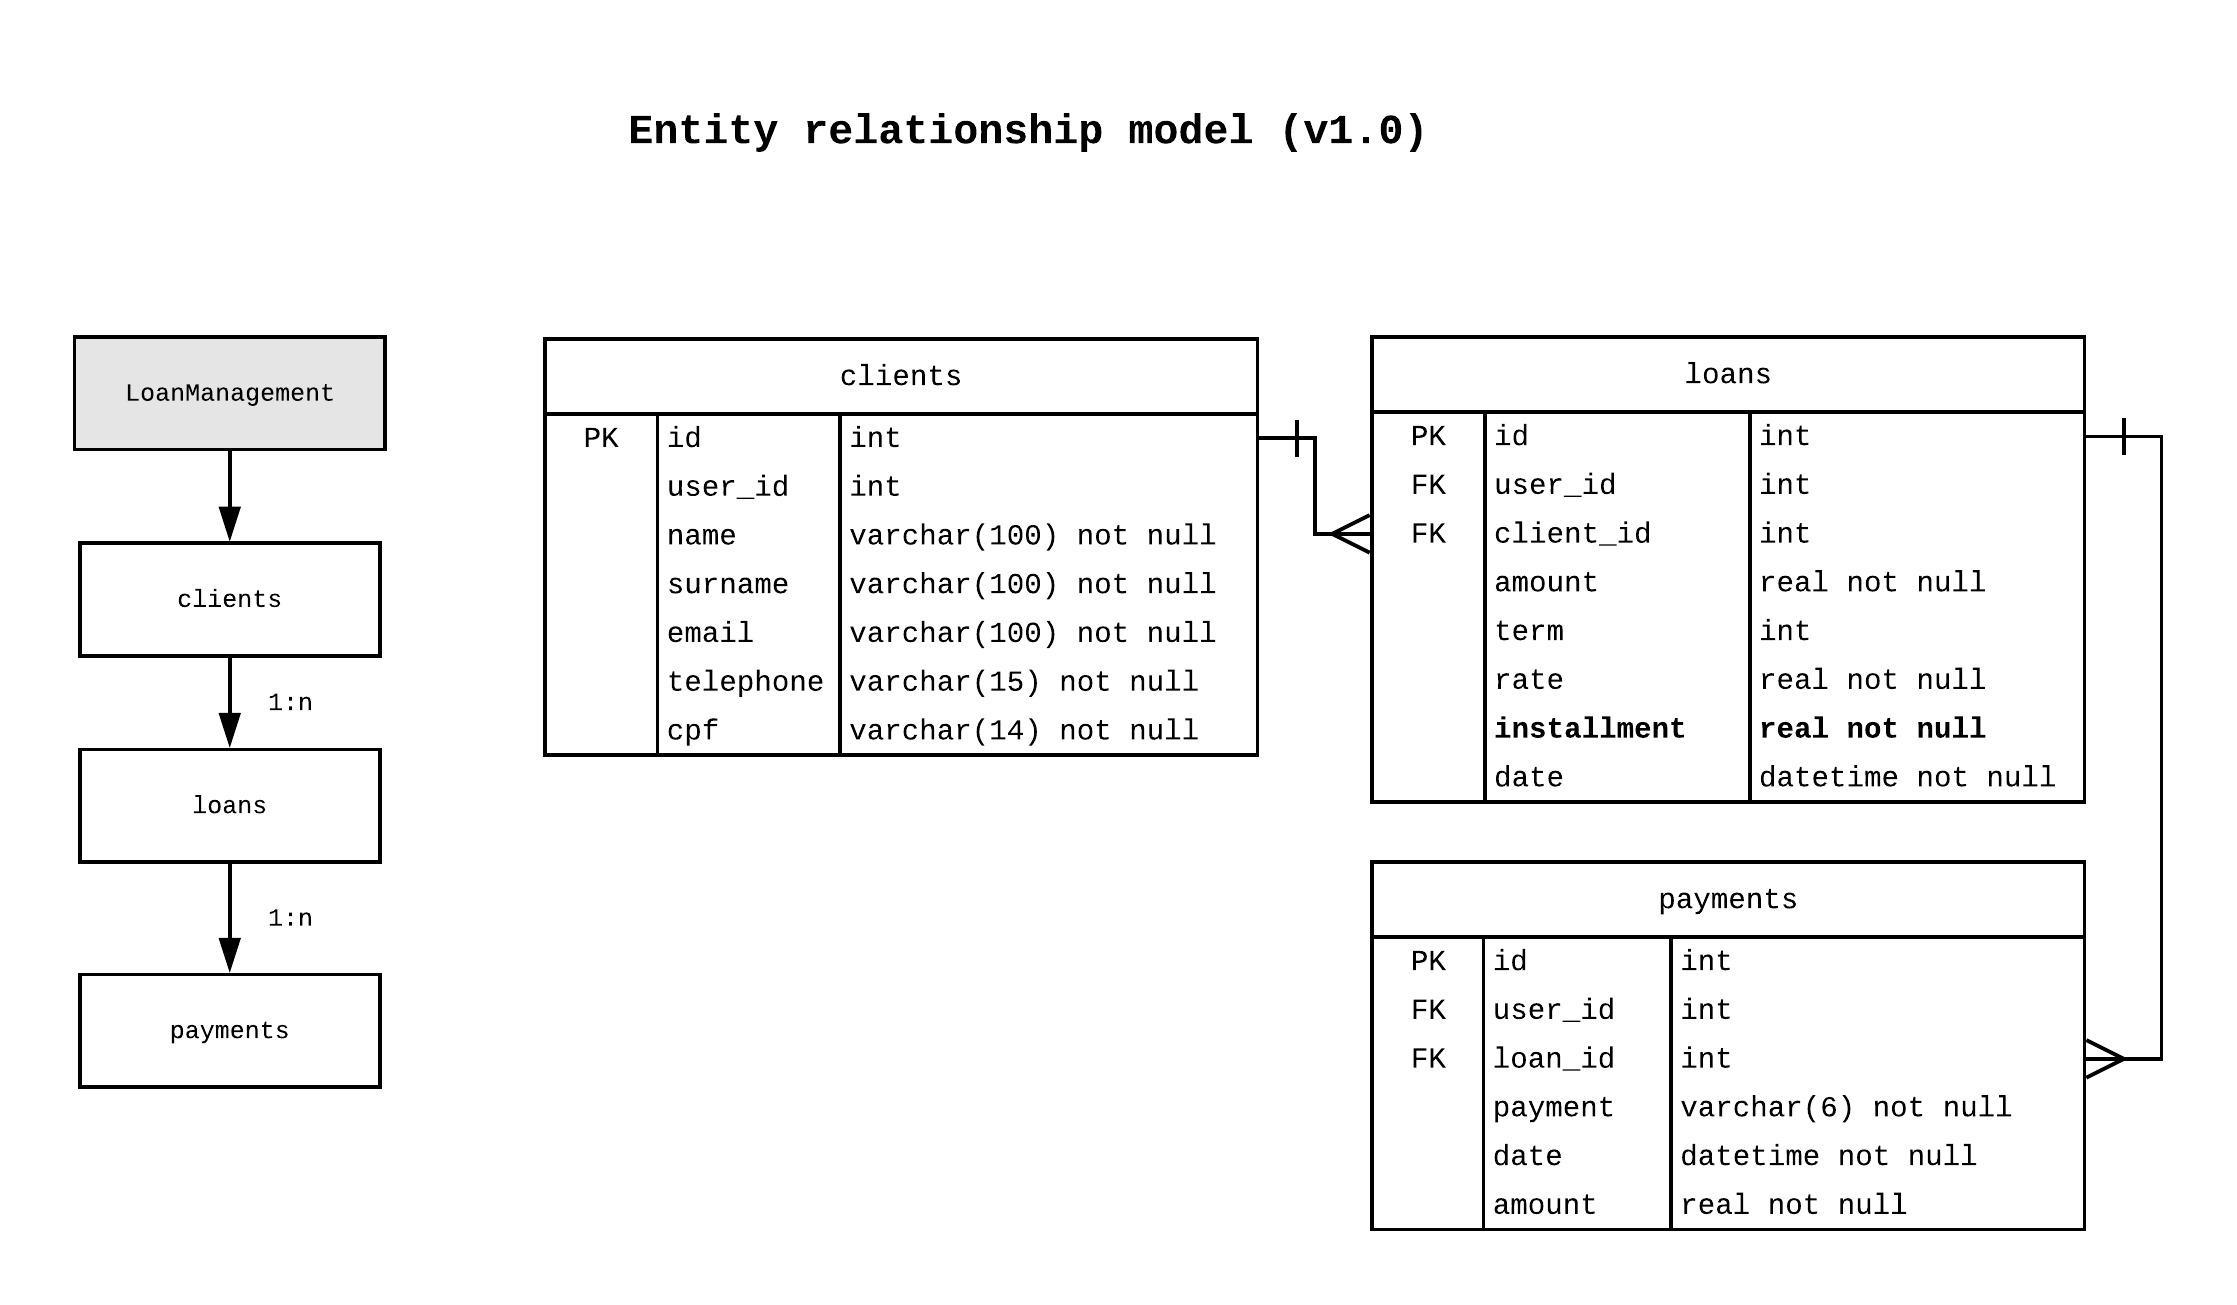 Entity relationship model (v1.0)
LoanManagement
clients
1:n
loans
1:n
payments
clients
PK id int
user_id int
name varchar(100) not null
surname varchar(100) not null
email varchar(100) not null
telephone varchar(15) not null
cpf varchar(14) not null
loans
PK id int
FK user_id int
FK client_id int
amount real not null
term int
rate real not null
installment real not null
date datetime not null
payments
PK id int
FK user_id int
FK loan_id int
payment varchar(6) not null
date datetime not null
amount real not null